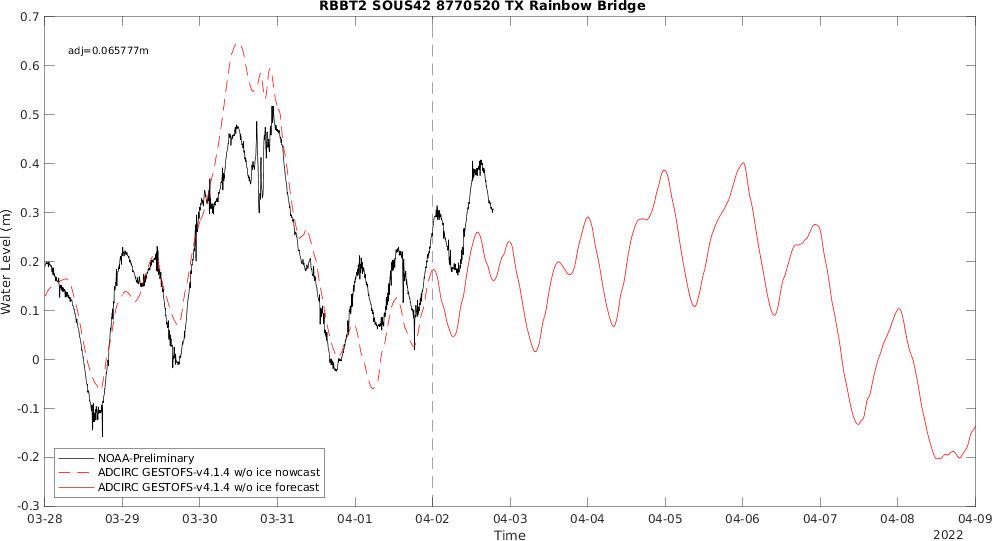 RBBT2 SOUS42 8770520 TX Rainbow Bridge
adj=0.065777m
0.7
0.6
0.5
0.4
0.3
0.2
0.1
0
-0.1
-0.2
-0.3
Water Level (m)
NOAA-Preliminary
ADCIRC GESTOFS-v4.1.4 w/o ice nowcast
ADCIRC GESTOFS-v4.1.4 w/o ice forecast
03-28 03-29 03-30 03-31 04-01 04-02 04-03 04-04 04-05 04-06 04-07 04-08 04-09
Time
2022